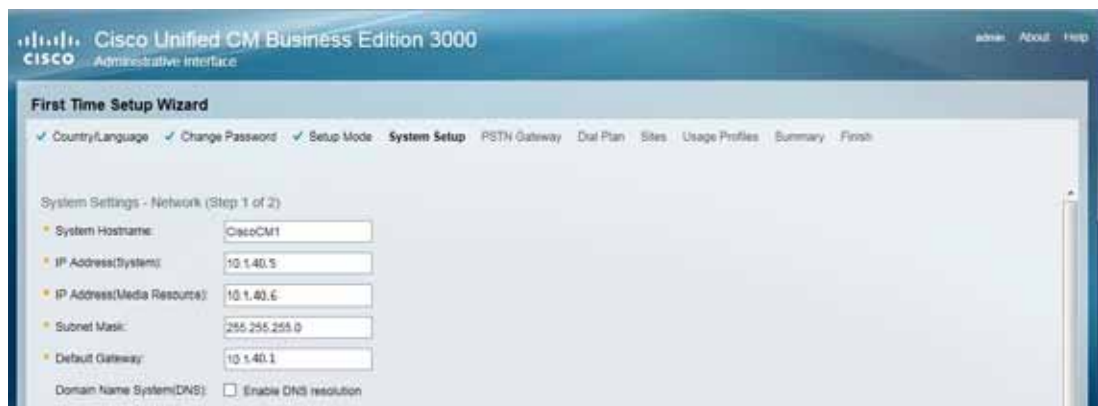 Cisco Unified CM Business Edition 3000
CISCO Administrative Interface
admin About Help
First Time Setup Wizard
Country/Language Change Password Setup Mode System Setup PSTN Gateway Dial Plan Sites Usage Profiles Summary Finish
System Settings - Network (Step 1 of 2)
* System Hostname: CiscoCM1
* IP Address(System): 10.1.40.5
* IP Address(Media Resource): 10.1.40.6
* Subnet Mask: 255.255.255.0
* Default Gateway: 10.1.40.1
Domain Name System(DNS): Enable DNS resolution